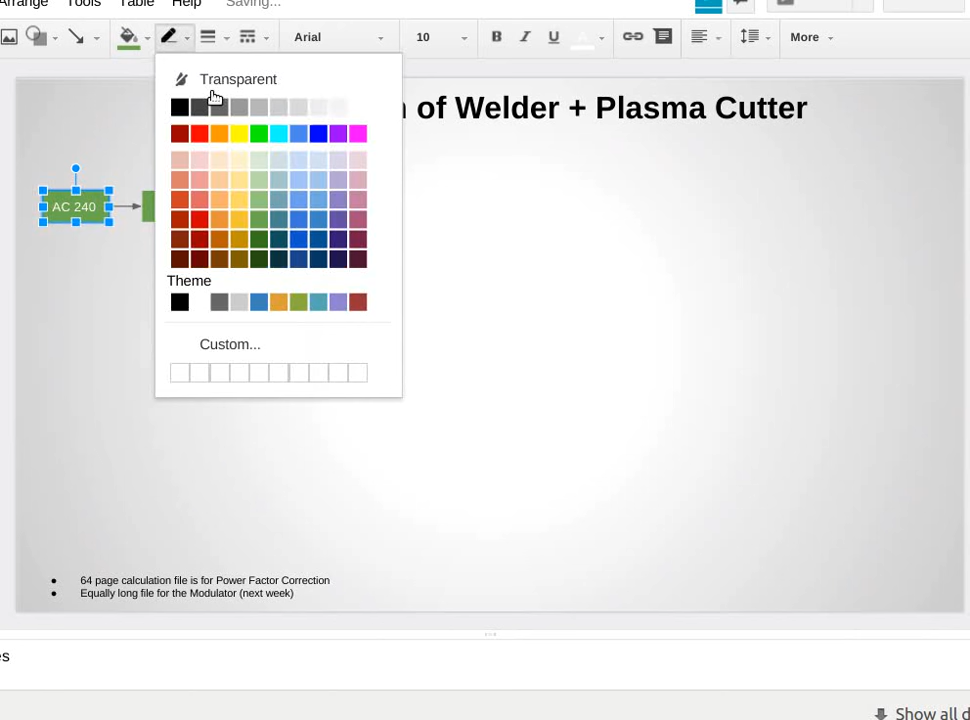 Arrange Tools Table Help Saving...
Arial 10 B I U A More
Transparent
of Welder + Plasma Cutter
AC 240
Theme
Custom...
64 page calculation file is for Power Factor Correction
Equally long file for the Modulator (next week)
Show all